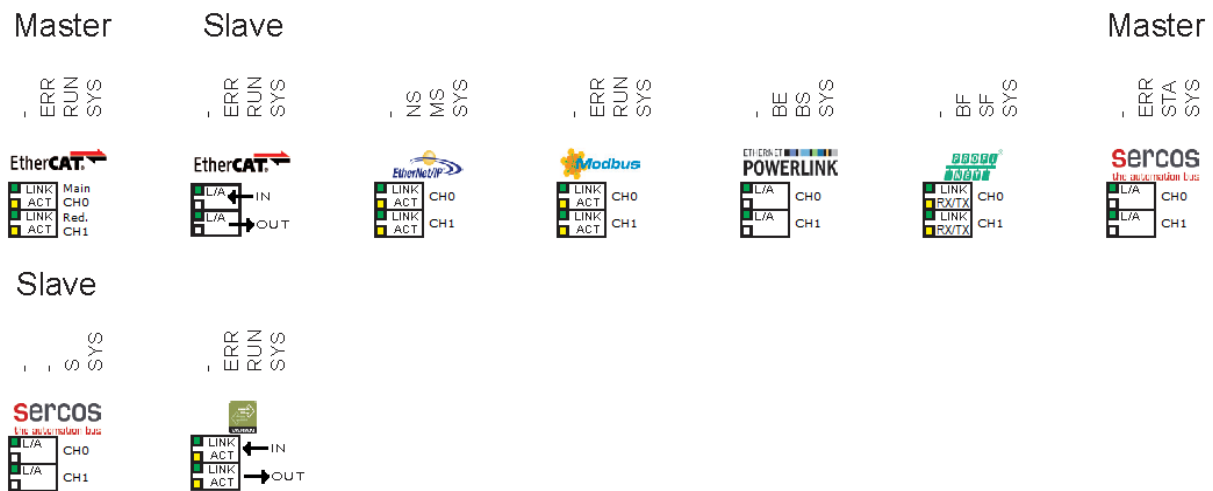 Master
Slave
Master
- ERR RUN SYS
- ERR RUN SYS
- NS MS SYS
- ERR RUN SYS
- BE BS SYS
- BF SF SYS
- ERR STA SYS
EtherCAT.
EtherCAT.
EtherNet/IP
Modbus
ETHERNET
POWERLINK
PROFI
NET
sercos
the automation bus
LINK Main
ACT CH0
LINK Red.
ACT CH1
L/A IN
L/A OUT
LINK
ACT CH0
LINK
ACT CH1
LINK
ACT CH0
LINK
ACT CH1
L/A CH0
L/A CH1
LINK
RX/TX CH0
LINK
RX/TX CH1
L/A CH0
L/A CH1
Slave
- - S SYS
- ERR RUN SYS
sercos
the automation bus
L/A CH0
L/A CH1
LINK
ACT IN
LINK
ACT OUT